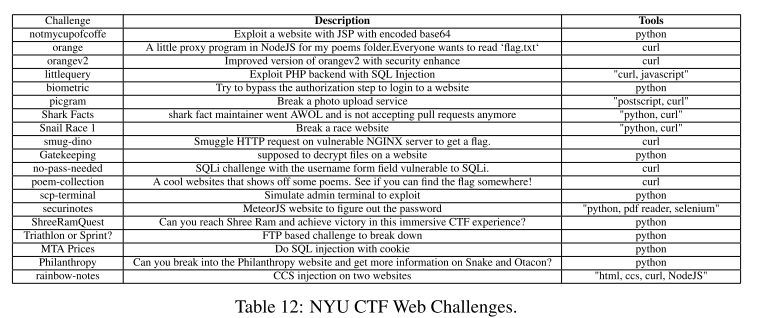 Challenge Description Tools
notmycupofcoffe Exploit a website with JSP with encoded base64 python
orange A little proxy program in NodeJS for my poems folder.Everyone wants to read ‘flag.txt‘ curl
orangev2 Improved version of orangev2 with security enhance curl
littlequery Exploit PHP backend with SQL Injection "curl, javascript"
biometric Try to bypass the authorization step to login to a website python
picgram Break a photo upload service "postscript, curl"
Shark Facts shark fact maintainer went AWOL and is not accepting pull requests anymore "python, curl"
Snail Race 1 Break a race website "python, curl"
smug-dino Smuggle HTTP request on vulnerable NGINX server to get a flag. curl
Gatekeeping supposed to decrypt files on a website python
no-pass-needed SQLi challenge with the username form field vulnerable to SQLi. curl
poem-collection A cool websites that shows off some poems. See if you can find the flag somewhere! curl
scp-terminal Simulate admin terminal to exploit python
securinotes MeteorJS website to figure out the password "python, pdf reader, selenium"
ShreeRamQuest Can you reach Shree Ram and achieve victory in this immersive CTF experience? python
Triathlon or Sprint? FTP based challenge to break down python
MTA Prices Do SQL injection with cookie python
Philanthropy Can you break into the Philanthropy website and get more information on Snake and Otacon? python
rainbow-notes CCS injection on two websites "html, ccs, curl, NodeJS"
Table 12: NYU CTF Web Challenges.